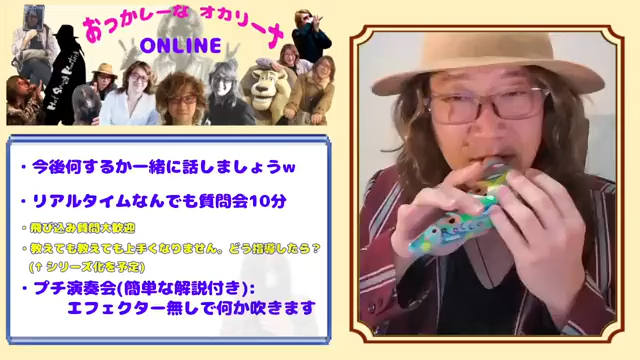 おっかしーな オカリーナ
ONLINE
・今後何するか一緒に話しましょうw
・リアルタイムなんでも質問会10分
・飛び込み質問大歓迎
・教えても教えても上手くなりません。どう指導したら?
(↑ シリーズ化を予定)
・プチ演奏会(簡単な解説付き):
エフェクター無しで何か吹きます